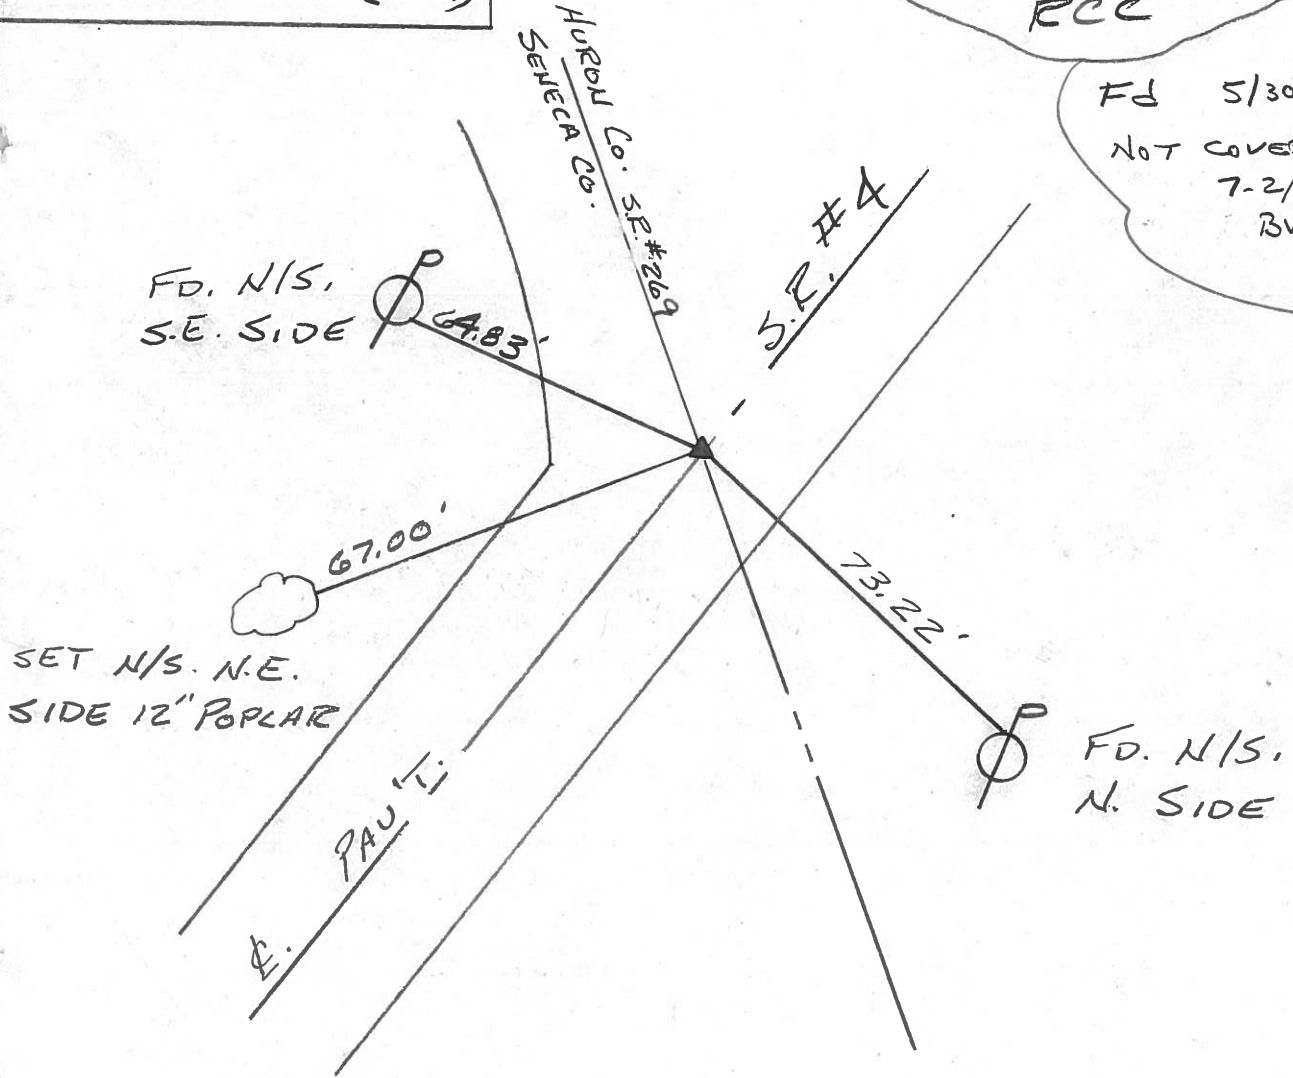 RCC
HURON CO. S.R. #269
SENECA CO.
Fd 5/30
NOT COVE
7-2/
S.R. #4
FD. N/S.
S.E. SIDE
64.83'
67.00'
73.22'
SET N/S. N.E.
SIDE 12" POPLAR
FD. N/S.
N. SIDE
℄. PAV'T.